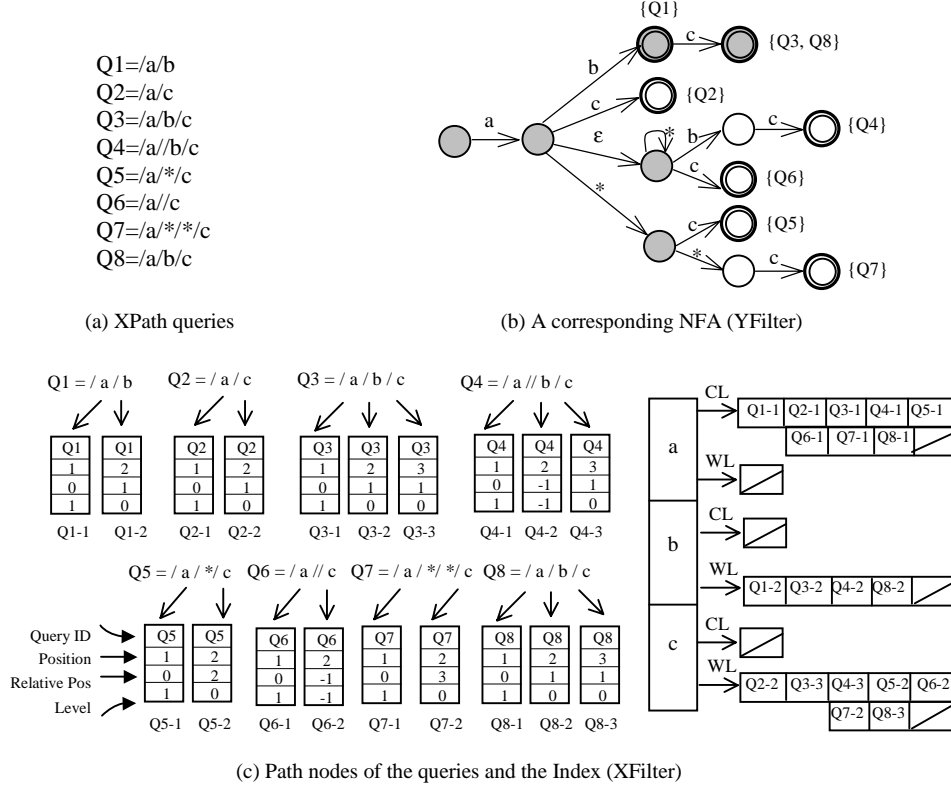 Q1=/a/b
Q2=/a/c
Q3=/a/b/c
Q4=/a//b/c
Q5=/a/*/c
Q6=/a//c
Q7=/a/*/*/c
Q8=/a/b/c
(a) XPath queries
{Q1}
c
{Q3, Q8}
b
c
{Q2}
a
ε
*
b
c
{Q4}
c
{Q6}
*
c
{Q5}
*
c
{Q7}
(b) A corresponding NFA (YFilter)
Q1 = / a / b
Q2 = / a / c
Q3 = / a / b / c
Q4 = / a // b / c
Q1 Q1 Q2 Q2 Q3 Q3 Q3 Q4 Q4 Q4
1 2 1 2 1 2 3 1 2 3
0 1 0 1 0 1 1 0 -1 1
1 0 1 0 1 0 0 1 -1 0
Q1-1 Q1-2 Q2-1 Q2-2 Q3-1 Q3-2 Q3-3 Q4-1 Q4-2 Q4-3
Q5 = / a / */ c
Q6 = / a // c
Q7 = / a / */ */ c
Q8 = / a / b / c
Query ID Q5 Q5 Q6 Q6 Q7 Q7 Q8 Q8 Q8
Position 1 2 1 2 1 2 1 2 3
Relative Pos 0 2 0 -1 0 3 0 1 1
Level 1 0 1 -1 1 0 1 0 0
Q5-1 Q5-2 Q6-1 Q6-2 Q7-1 Q7-2 Q8-1 Q8-2 Q8-3
a
CL
Q1-1 Q2-1 Q3-1 Q4-1 Q5-1
Q6-1 Q7-1 Q8-1
WL
b
CL
WL
Q1-2 Q3-2 Q4-2 Q8-2
c
CL
WL
Q2-2 Q3-3 Q4-3 Q5-2 Q6-2
Q7-2 Q8-3
(c) Path nodes of the queries and the Index (XFilter)